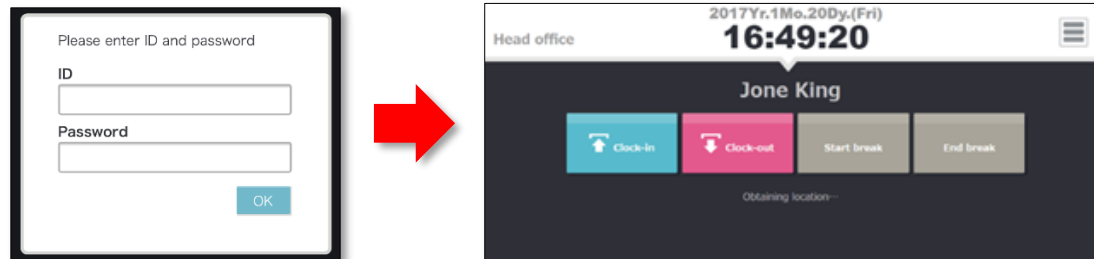 Please enter ID and password
ID
Password
OK
2017Yr.1Mo.20Dy.(Fri)
Head office
16:49:20
Jone King
Clock-in
Clock-out
Start break
End break
Obtaining location…